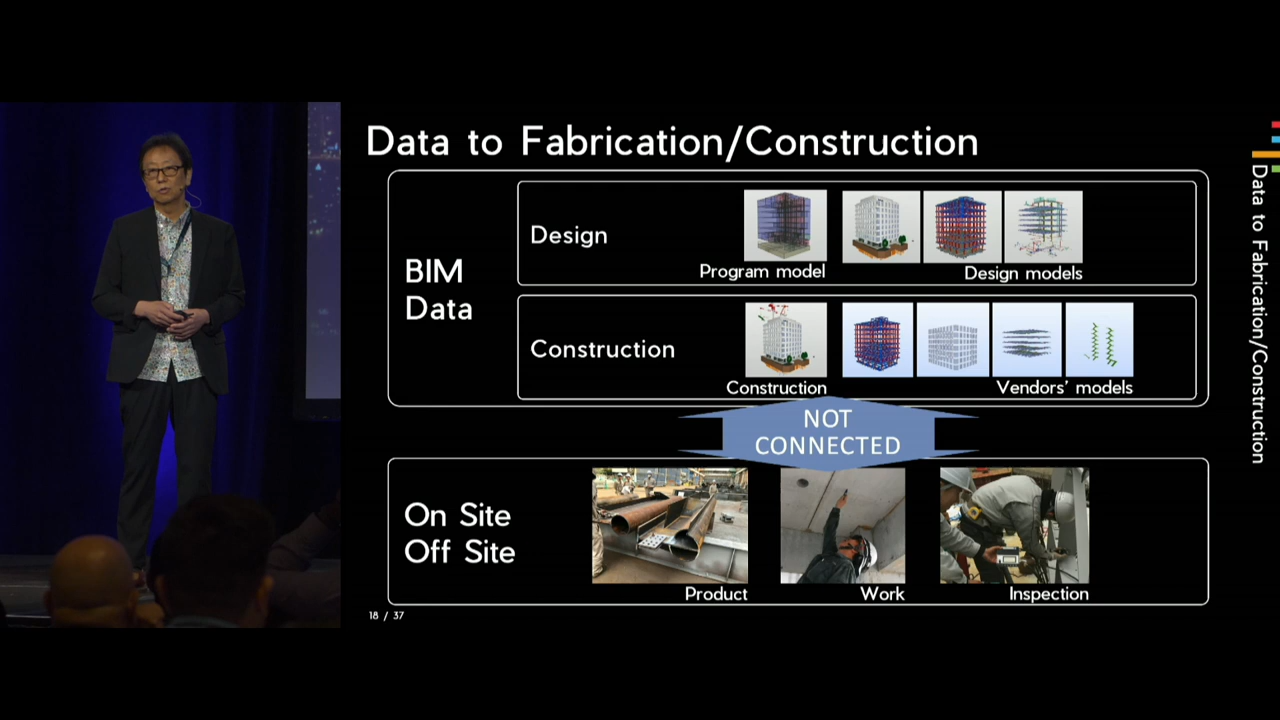 Data to Fabrication/Construction
BIM
Data
Design
Program model
Design models
Construction
Construction
Vendors' models
NOT
CONNECTED
On Site
Off Site
Product
Work
Inspection
18 / 37
Data to Fabrication/Construction